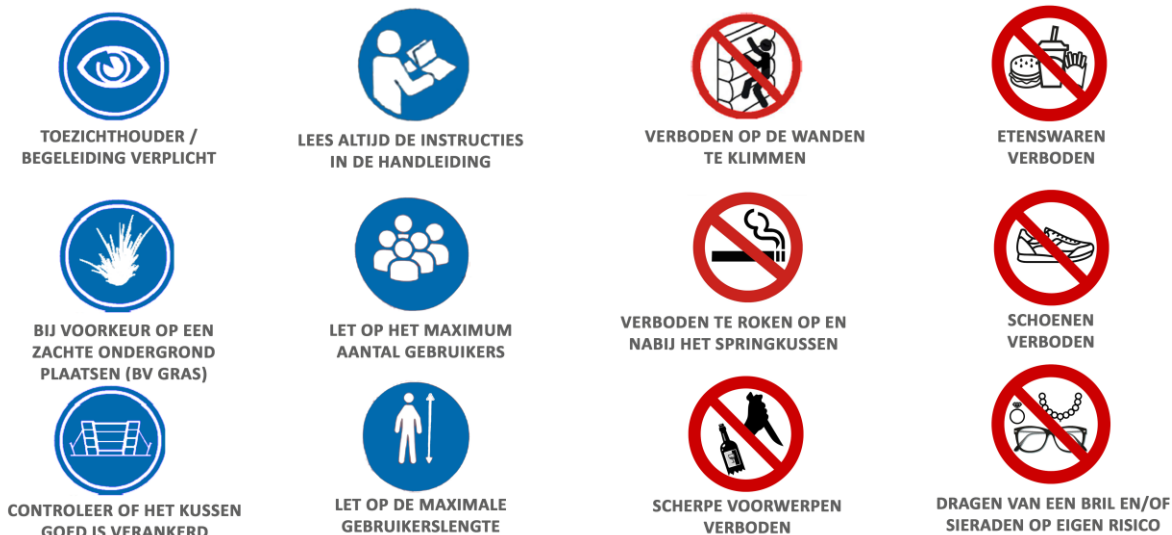 TOEZICHTHOUDER /
BEGELEIDING VERPLICHT
LEES ALTIJD DE INSTRUCTIES
IN DE HANDLEIDING
VERBODEN OP DE WANDEN
TE KLIMMEN
ETENSWAREN
VERBODEN
BIJ VOORKEUR OP EEN
ZACHTE ONDERGROND
PLAATSEN (BV GRAS)
LET OP HET MAXIMUM
AANTAL GEBRUIKERS
VERBODEN TE ROKEN OP EN
NABIJ HET SPRINGKUSSEN
SCHOENEN
VERBODEN
CONTROLEER OF HET KUSSEN
GOED IS VERANKERD
LET OP DE MAXIMALE
GEBRUIKERSLENGTE
SCHERPE VOORWERPEN
VERBODEN
DRAGEN VAN EEN BRIL EN/OF
SIERADEN OP EIGEN RISICO